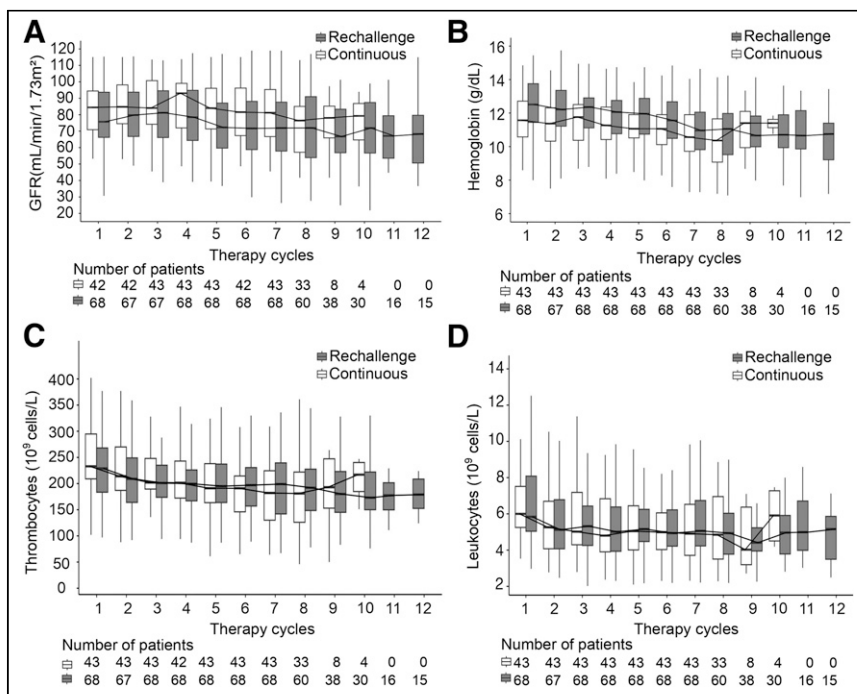 A
GFR(mL/min/1.73m²)
120
110
100
90
80
70
60
50
40
30
20
Rechallenge
Continuous
1 2 3 4 5 6 7 8 9 10 11 12
Therapy cycles
Number of patients
42 42 43 43 43 42 43 33 8 4 0 0
68 67 67 68 68 68 68 60 38 30 16 15
B
Hemoglobin (g/dL)
16
14
12
10
8
6
Rechallenge
Continuous
1 2 3 4 5 6 7 8 9 10 11 12
Therapy cycles
Number of patients
43 43 43 43 43 43 43 33 8 4 0 0
68 67 68 68 68 68 68 60 38 30 16 15
C
Thrombocytes (10⁹ cells/L)
400
350
300
250
200
150
100
50
0
Rechallenge
Continuous
1 2 3 4 5 6 7 8 9 10 11 12
Therapy cycles
Number of patients
43 43 43 42 43 43 43 33 8 4 0 0
68 67 68 68 68 68 68 60 38 30 16 15
D
Leukocytes (10⁹ cells/L)
14
12
10
8
6
4
2
Rechallenge
Continuous
1 2 3 4 5 6 7 8 9 10 11 12
Therapy cycles
Number of patients
43 43 43 43 43 43 43 33 8 4 0 0
68 67 68 68 68 68 68 60 38 30 16 15